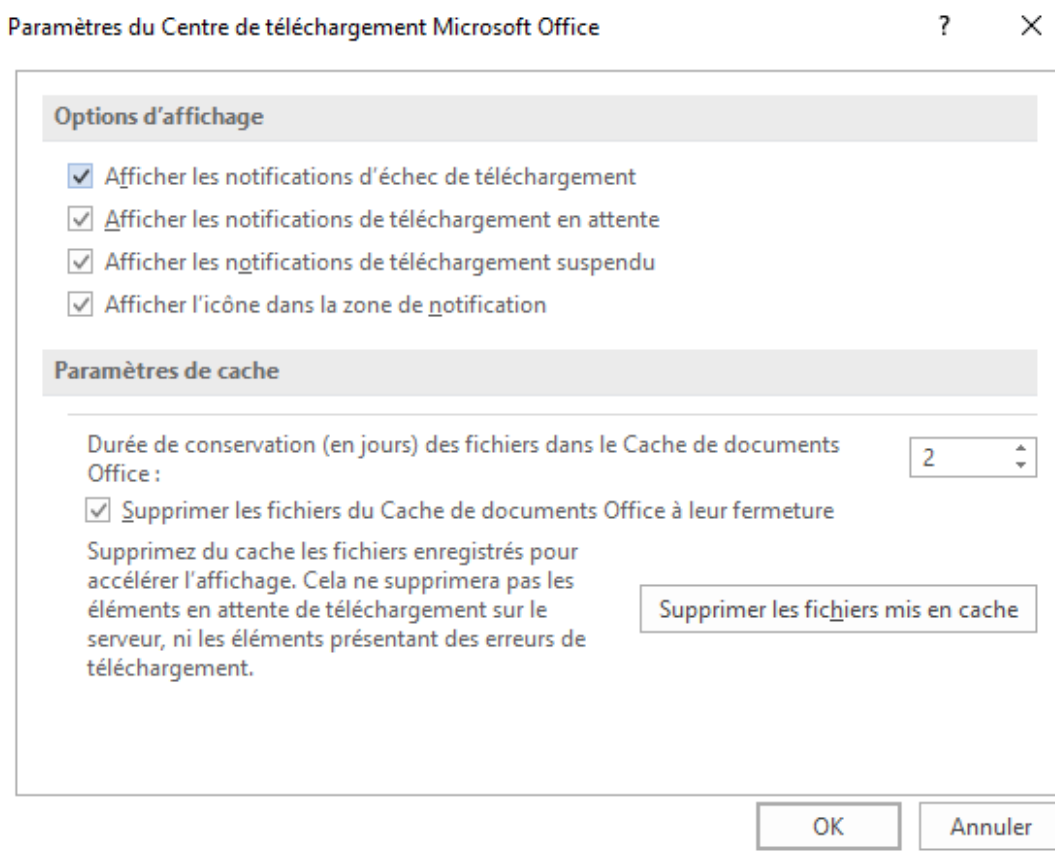 Paramètres du Centre de téléchargement Microsoft Office ?
Options d’affichage
Afficher les notifications d’échec de téléchargement
Afficher les notifications de téléchargement en attente
Afficher les notifications de téléchargement suspendu
Afficher l’icône dans la zone de notification
Paramètres de cache
Durée de conservation (en jours) des fichiers dans le Cache de documents
Office :
2
Supprimer les fichiers du Cache de documents Office à leur fermeture
Supprimez du cache les fichiers enregistrés pour
accélérer l’affichage. Cela ne supprimera pas les
éléments en attente de téléchargement sur le
serveur, ni les éléments présentant des erreurs de
téléchargement.
Supprimer les fichiers mis en cache
OK
Annuler